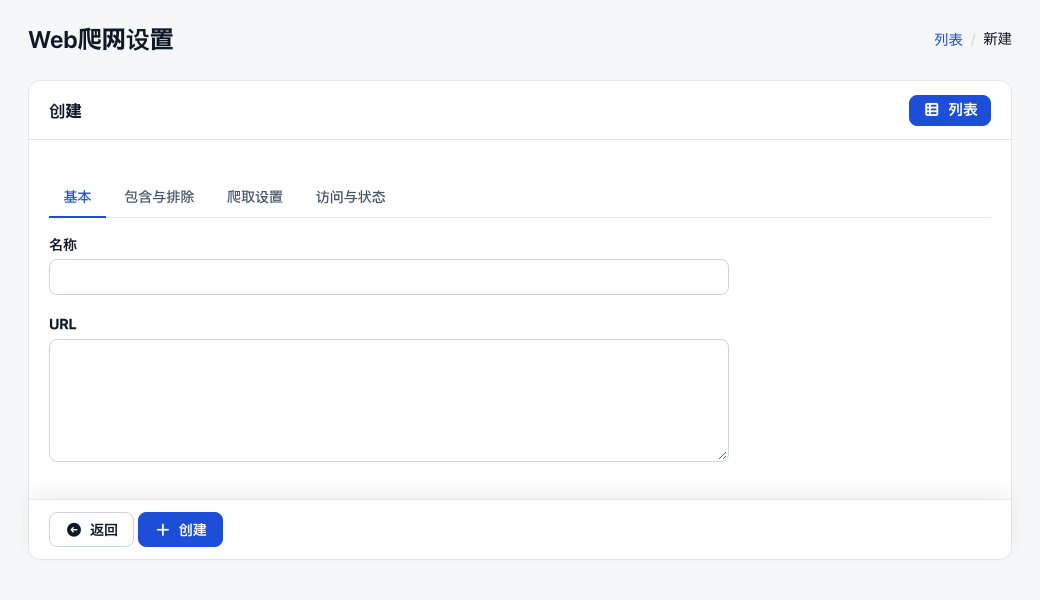 Web爬网设置
列表 / 新建
创建
列表
基本 包含与排除 爬取设置 访问与状态
名称
URL
返回 创建